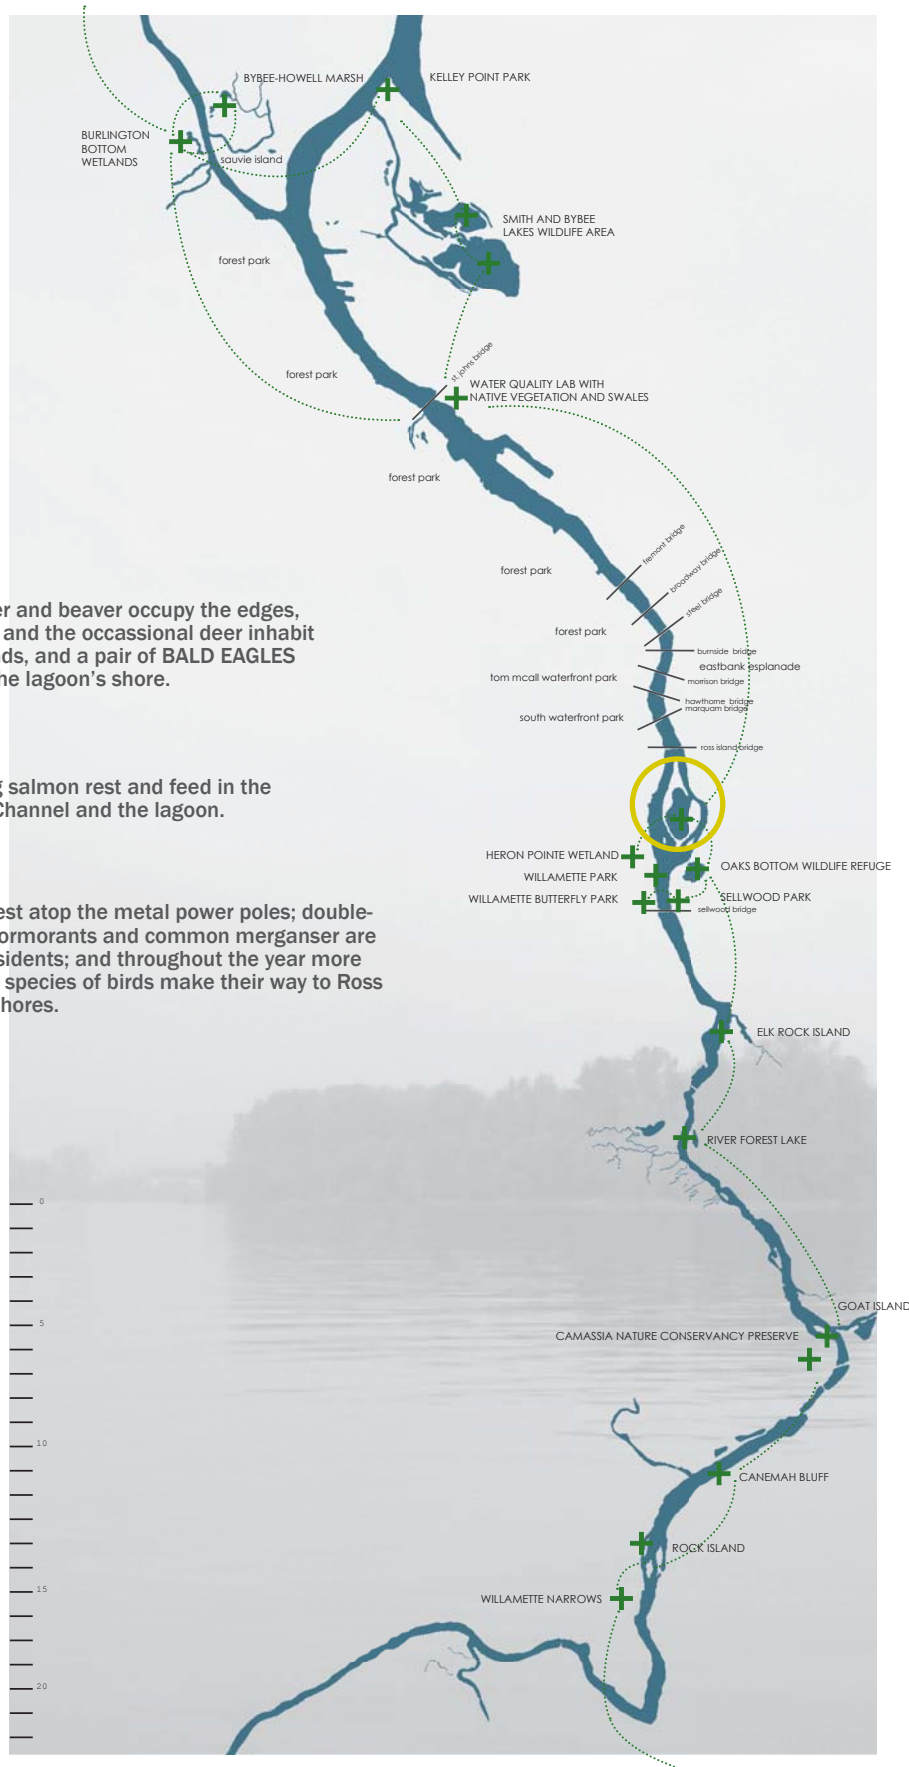 BYBEE-HOWELL MARSH
KELLEY POINT PARK
BURLINGTON
BOTTOM
WETLANDS
sauvie island
SMITH AND BYBEE
LAKES WILDLIFE AREA
forest park
st. johns bridge
forest park
WATER QUALITY LAB WITH
NATIVE VEGETATION AND SWALES
forest park
fremont bridge
broadway bridge
forest park
steel bridge
er and beaver occupy the edges,
and the occassional deer inhabit
nds, and a pair of BALD EAGLES
he lagoon’s shore.
forest park
burnside bridge
eastbank esplanade
tom mcall waterfront park
morrison bridge
hawthorne bridge
marquam bridge
south waterfront park
ross island bridge
g salmon rest and feed in the
Channel and the lagoon.
HERON POINTE WETLAND
OAKS BOTTOM WILDLIFE REFUGE
WILLAMETTE PARK
WILLAMETTE BUTTERFLY PARK
SELLWOOD PARK
sellwood bridge
est atop the metal power poles; double-
ormorants and common merganser are
sidents; and throughout the year more
species of birds make their way to Ross
hores.
ELK ROCK ISLAND
RIVER FOREST LAKE
0
GOAT ISLAND
5
CAMASSIA NATURE CONSERVANCY PRESERVE
10
CANEMAH BLUFF
ROCK ISLAND
15
WILLAMETTE NARROWS
20